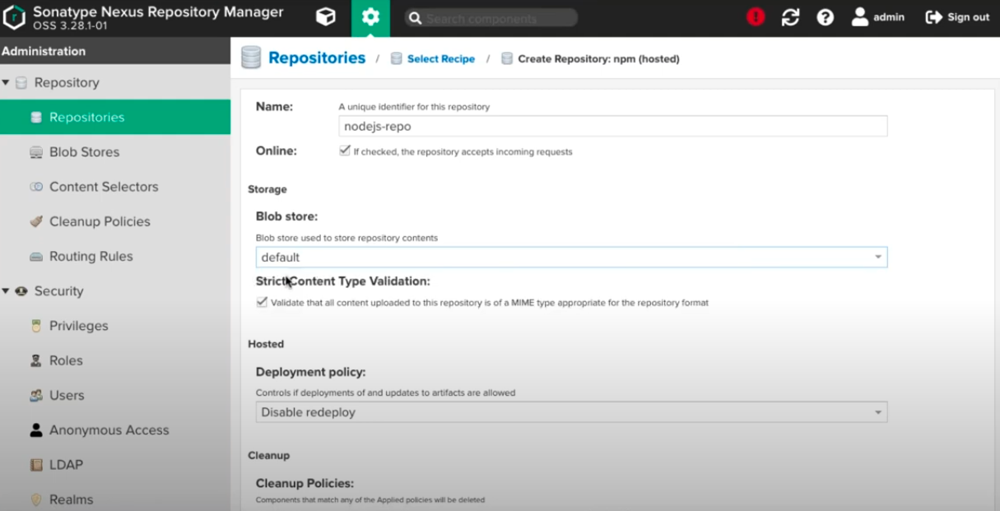 Sonatype Nexus Repository Manager
OSS 3.28.1-01
Search components
admin
Sign out
Administration
Repository
Repositories
Blob Stores
Content Selectors
Cleanup Policies
Routing Rules
Security
Privileges
Roles
Users
Anonymous Access
LDAP
Realms
Repositories / Select Recipe / Create Repository: npm (hosted)
Name:
A unique identifier for this repository
nodejs-repo
Online:
If checked, the repository accepts incoming requests
Storage
Blob store:
Blob store used to store repository contents
default
Strict Content Type Validation:
Validate that all content uploaded to this repository is of a MIME type appropriate for the repository format
Hosted
Deployment policy:
Controls if deployments of and updates to artifacts are allowed
Disable redeploy
Cleanup
Cleanup Policies:
Components that match any of the Applied policies will be deleted